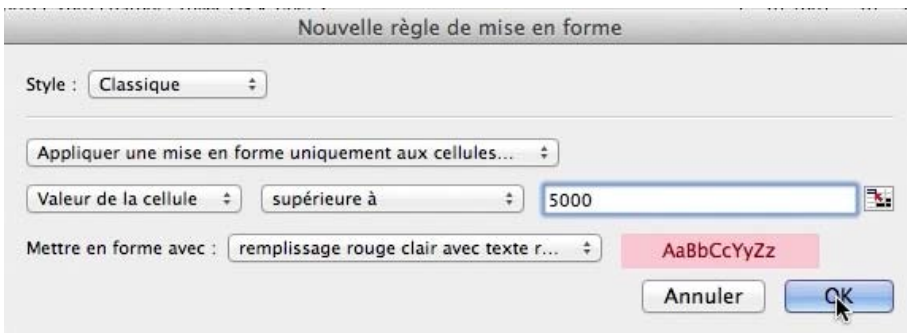 Nouvelle règle de mise en forme
Style : Classique
Appliquer une mise en forme uniquement aux cellules...
Valeur de la cellule supérieure à 5000
Mettre en forme avec : remplissage rouge clair avec texte r... AaBbCcYyZz
Annuler OK